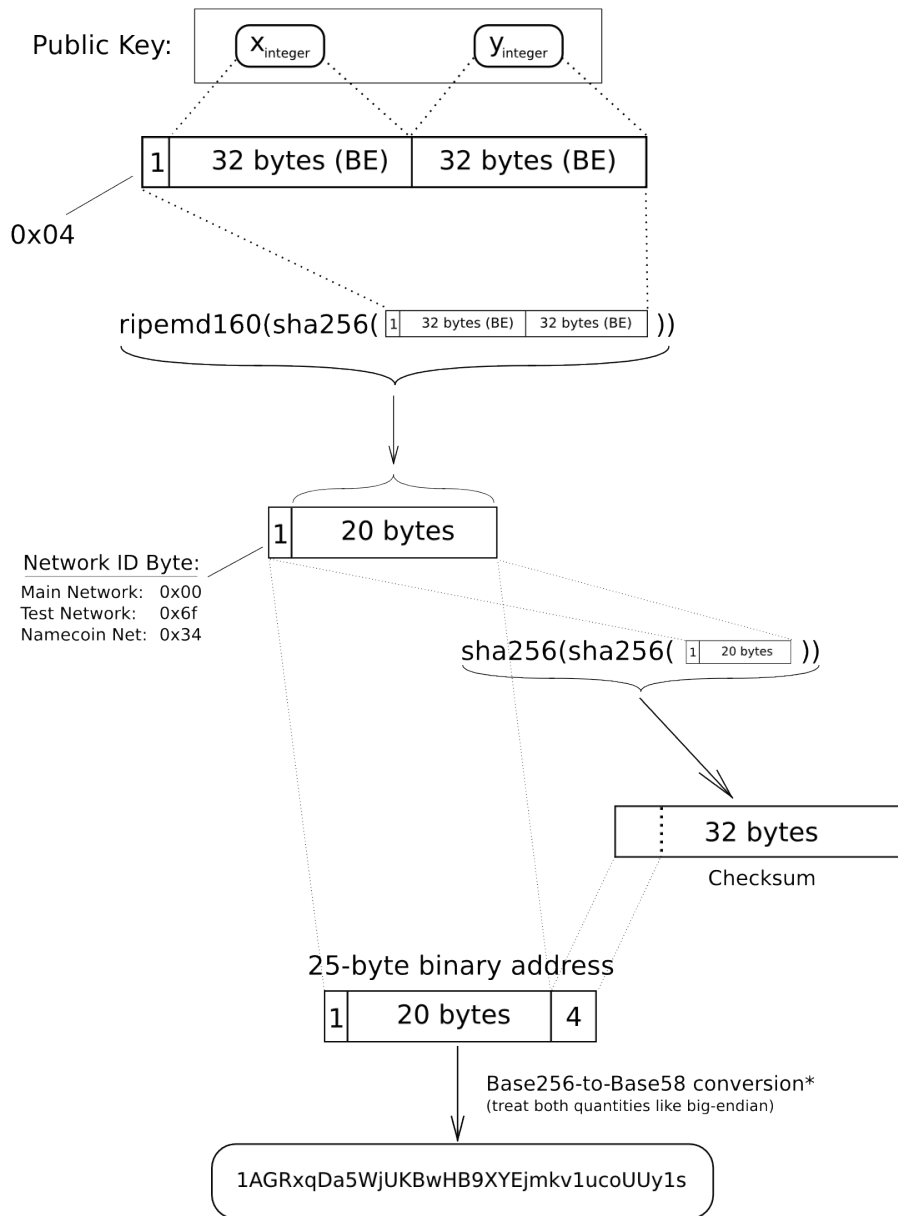 Public Key:
x integer
y integer
1
32 bytes (BE)
32 bytes (BE)
0x04
ripemd160(sha256( 1 32 bytes (BE) 32 bytes (BE) ))
1
20 bytes
Network ID Byte:
Main Network: 0x00
Test Network: 0x6f
Namecoin Net: 0x34
sha256(sha256( 1 20 bytes ))
32 bytes
Checksum
25-byte binary address
1
20 bytes
4
Base256-to-Base58 conversion*
(treat both quantities like big-endian)
1AGRxqDa5WjUKBwHB9XYEjmkv1ucoUUy1s